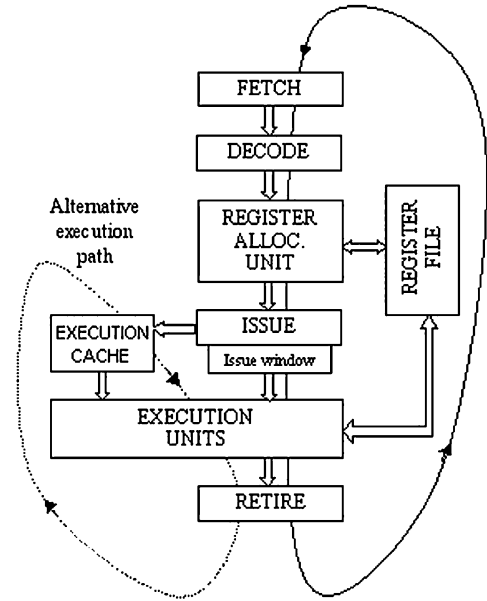 FETCH
DECODE
Alternative
execution
path
REGISTER
ALLOC.
UNIT
REGISTER
FILE
ISSUE
Issue window
EXECUTION
CACHE
EXECUTION
UNITS
RETIRE